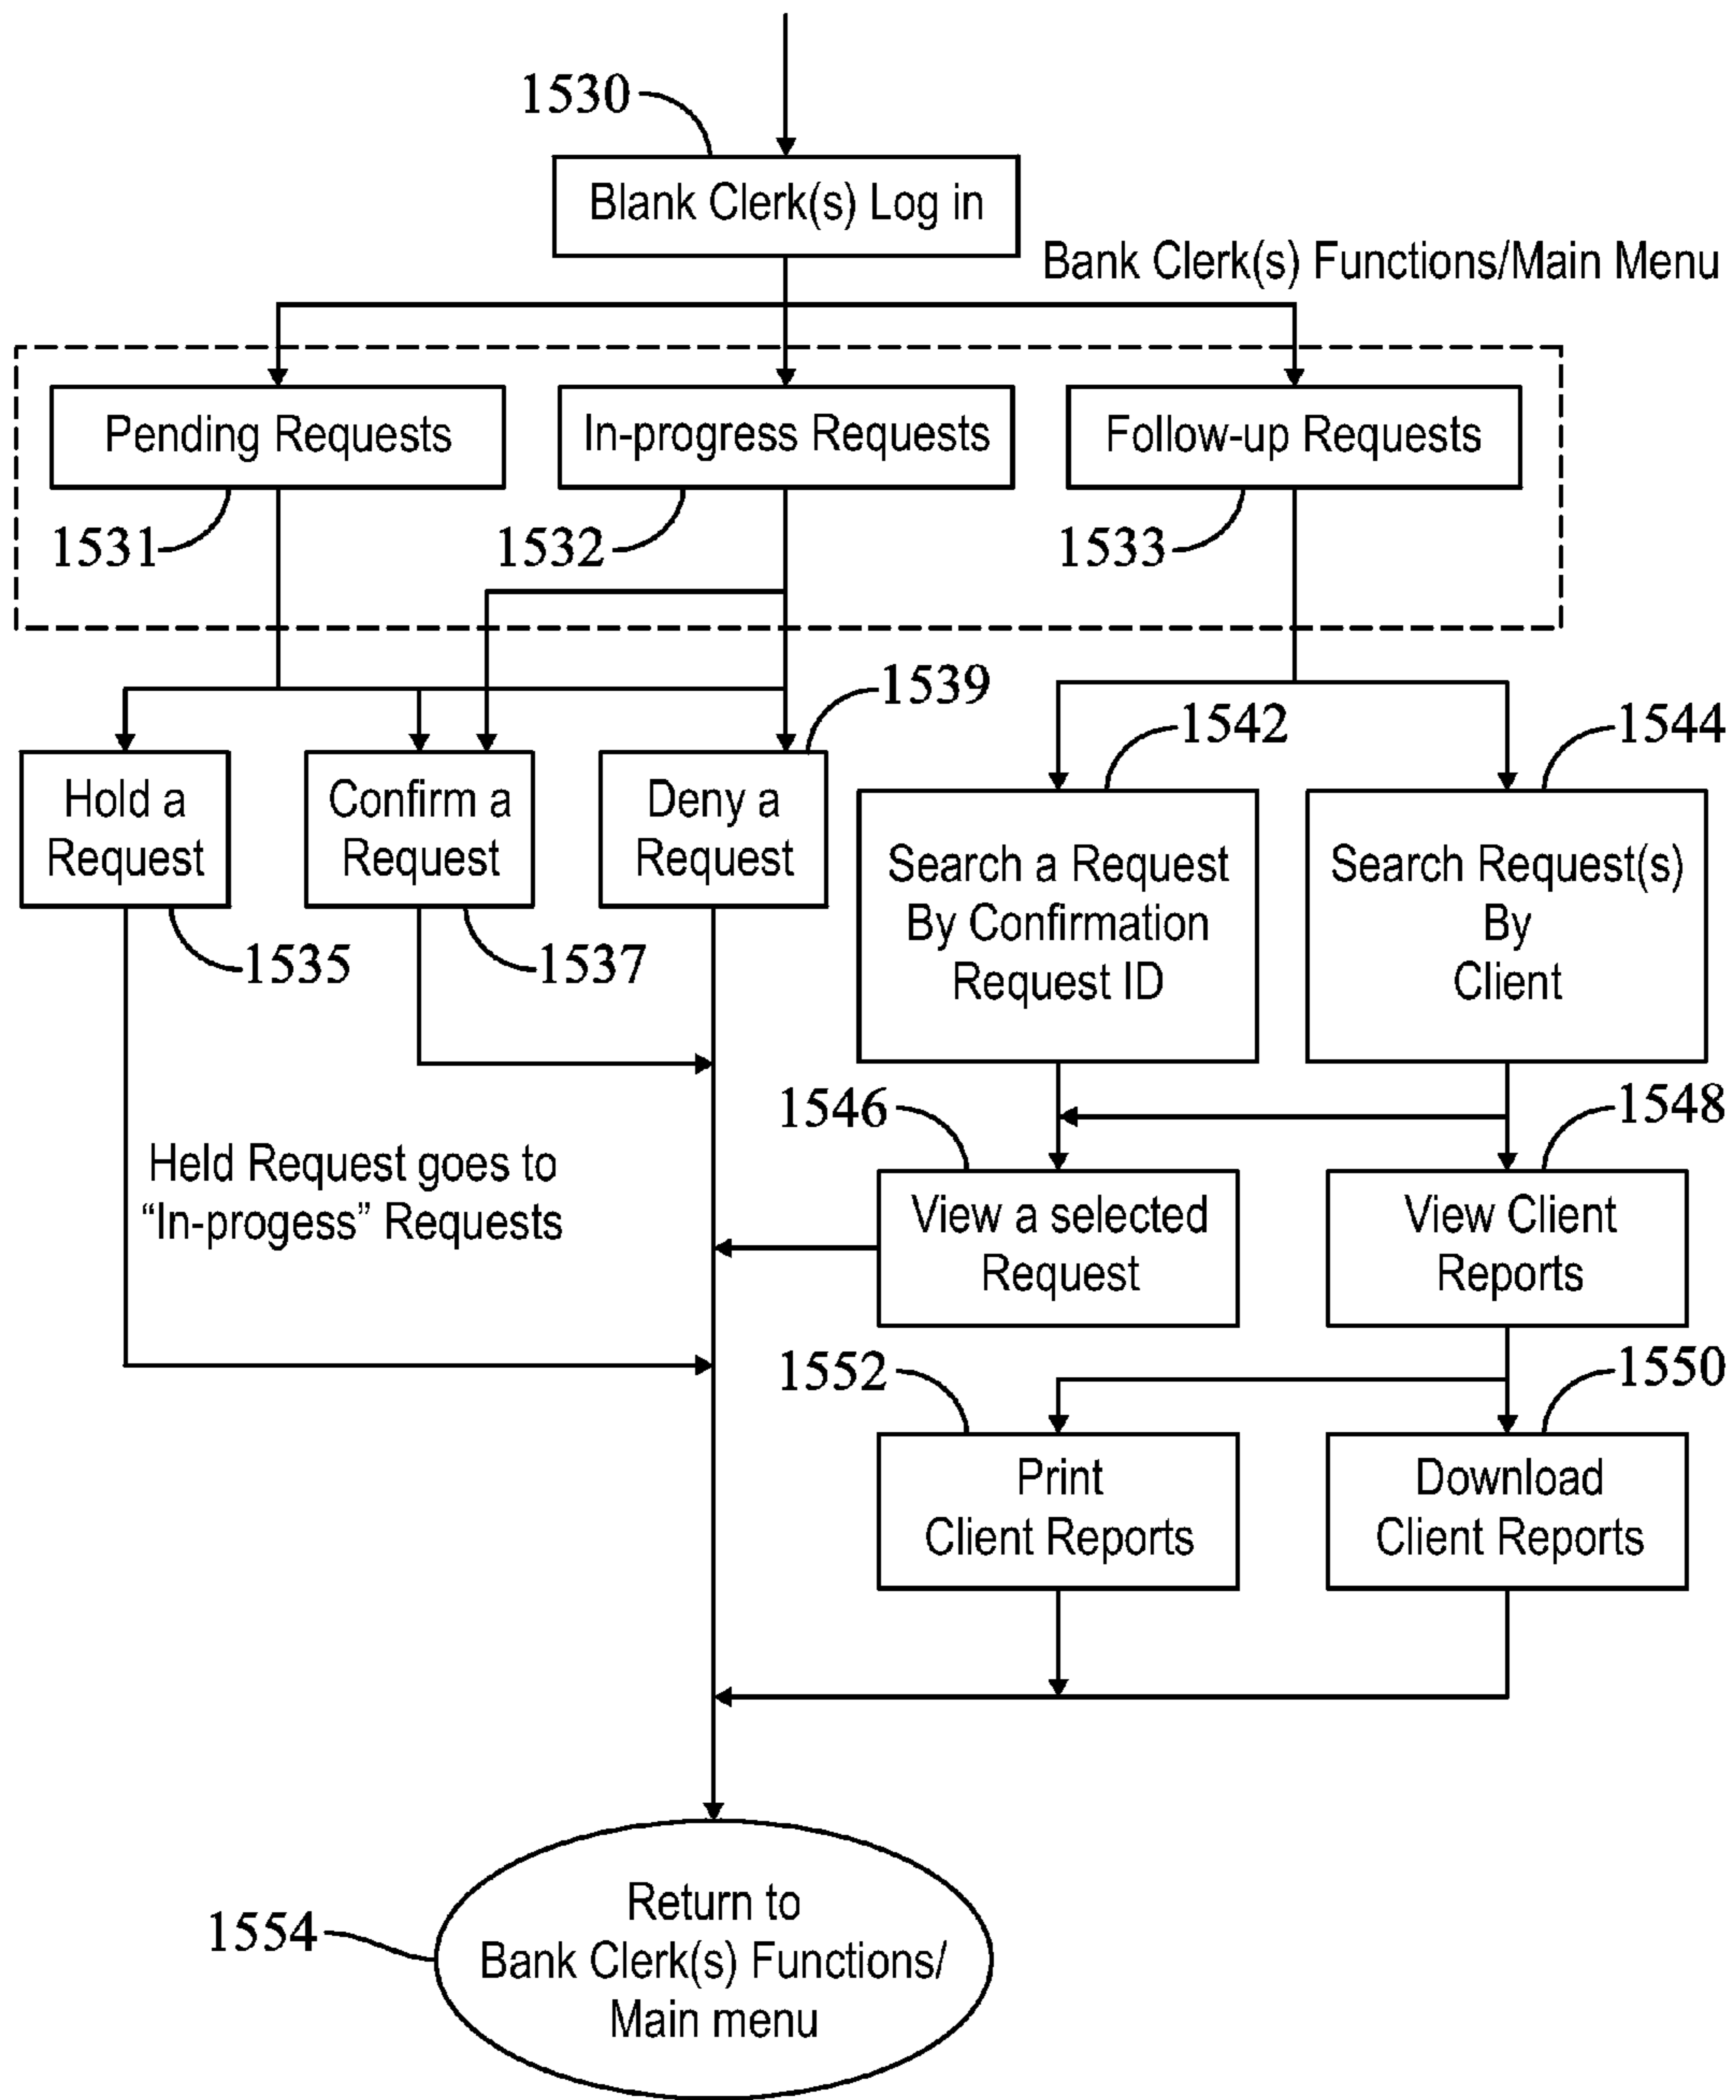 1530
Blank Clerk(s) Log in
Bank Clerk(s) Functions/Main Menu
Pending Requests
In-progress Requests
Follow-up Requests
1531
1532
1533
1539
1542
1544
Hold a
Request
Confirm a
Request
Deny a
Request
Search a Request
By Confirmation
Request ID
Search Request(s)
By
Client
1535
1537
1546
1548
Held Request goes to
“In-progess” Requests
View a selected
Request
View Client
Reports
1552
1550
Print
Client Reports
Download
Client Reports
1554
Return to
Bank Clerk(s) Functions/
Main menu